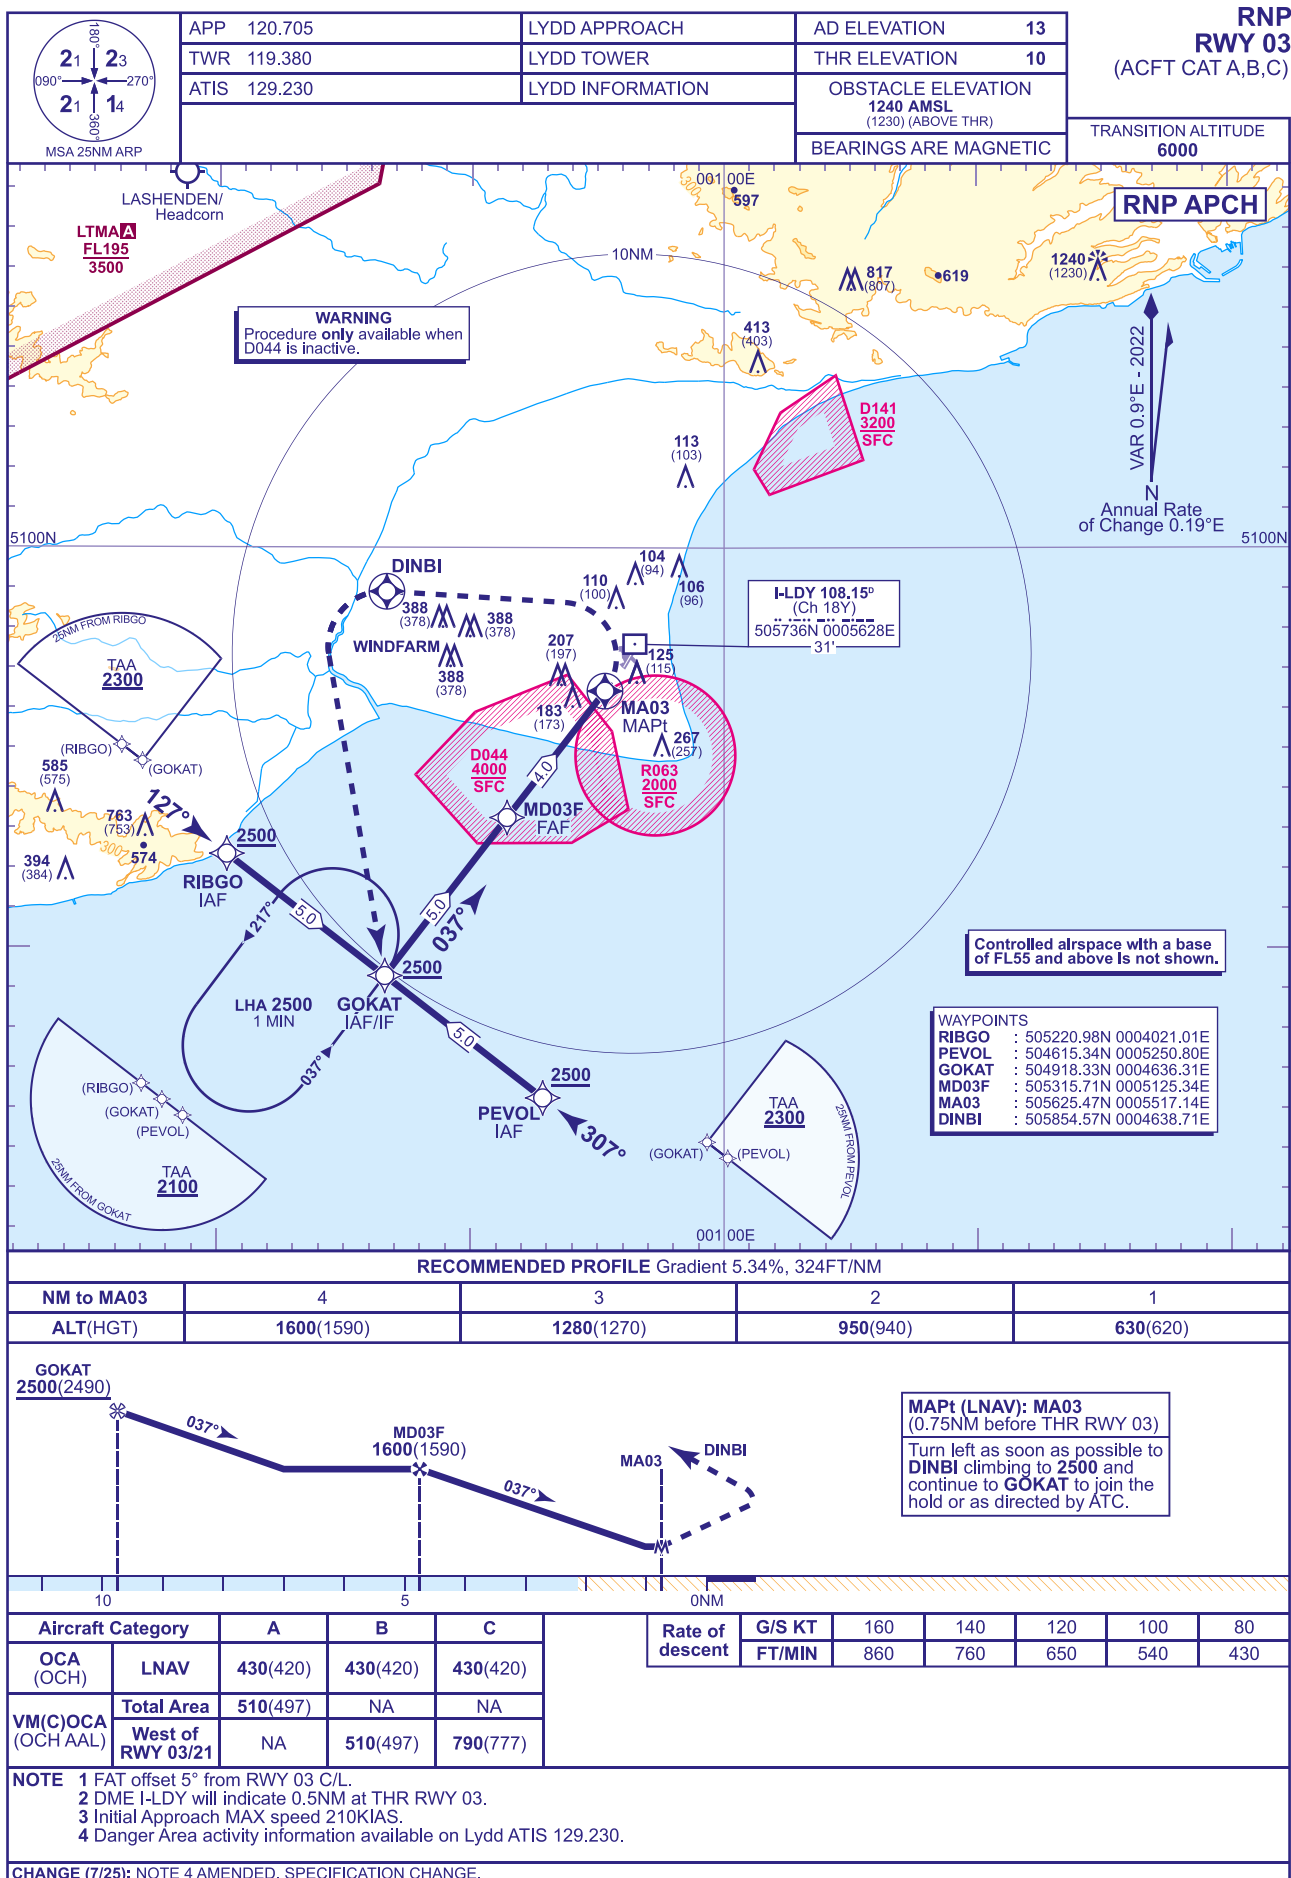 RNP
RWY 03
(ACFT CAT A,B,C)
180°
21 23
090° 270°
21 14
360°
MSA 25NM ARP
APP 120.705 LYDD APPROACH
TWR 119.380 LYDD TOWER
ATIS 129.230 LYDD INFORMATION
AD ELEVATION 13
THR ELEVATION 10
OBSTACLE ELEVATION
1240 AMSL
(1230) (ABOVE THR)
BEARINGS ARE MAGNETIC
TRANSITION ALTITUDE
6000
LASHENDEN/
Headcorn
LTMA A
FL195
3500
001 00E
597
RNP APCH
10NM
817
(807)
619
1240
(1230)
WARNING
Procedure only available when
D044 is inactive.
413
(403)
VAR 0.9°E - 2022
N
Annual Rate
of Change 0.19°E
D141
3200
SFC
113
(103)
5100N
5100N
DINBI
104
(94)
110
(100)
106
(96)
388
(378)
388
(378)
WINDFARM
388
(378)
207
(197)
I-LDY 108.15D
(Ch 18Y)
505736N 0005628E
31'
125
(115)
25NM FROM RIBGO
TAA
2300
(RIBGO)
(GOKAT)
183
(173)
MA03
MAPt
267
(257)
D044
4000
SFC
R063
2000
SFC
4.0
MD03F
FAF
585
(575)
763
(753)
574
394
(384)
127°
2500
RIBGO
IAF
5.0
217°
5.0
037°
2500
GOKAT
IAF/IF
LHA 2500
1 MIN
037°
5.0
2500
PEVOL
IAF
307°
Controlled airspace with a base
of FL55 and above is not shown.
WAYPOINTS
RIBGO : 505220.98N 0004021.01E
PEVOL : 504615.34N 0005250.80E
GOKAT : 504918.33N 0004636.31E
MD03F : 505315.71N 0005125.34E
MA03 : 505625.47N 0005517.14E
DINBI : 505854.57N 0004638.71E
(RIBGO)
(GOKAT)
(PEVOL)
TAA
2100
25NM FROM GOKAT
TAA
2300
(GOKAT)
(PEVOL)
25NM FROM PEVOL
001 00E
RECOMMENDED PROFILE Gradient 5.34%, 324FT/NM
NM to MA03 4 3 2 1
ALT(HGT) 1600(1590) 1280(1270) 950(940) 630(620)
GOKAT
2500(2490)
037°
MD03F
1600(1590)
037°
MA03
DINBI
MAPt (LNAV): MA03
(0.75NM before THR RWY 03)
Turn left as soon as possible to
DINBI climbing to 2500 and
continue to GOKAT to join the
hold or as directed by ATC.
10 5 0NM
Aircraft Category A B C
OCA
(OCH) LNAV 430(420) 430(420) 430(420)
VM(C)OCA
(OCH AAL)
Total Area 510(497) NA NA
West of
RWY 03/21 NA 510(497) 790(777)
Rate of
descent
G/S KT 160 140 120 100 80
FT/MIN 860 760 650 540 430
NOTE 1 FAT offset 5° from RWY 03 C/L.
2 DME I-LDY will indicate 0.5NM at THR RWY 03.
3 Initial Approach MAX speed 210KIAS.
4 Danger Area activity information available on Lydd ATIS 129.230.
CHANGE (7/25): NOTE 4 AMENDED. SPECIFICATION CHANGE.